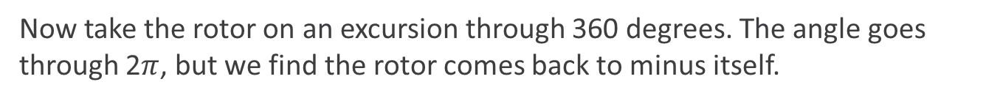 Now take the rotor on an excursion through 360 degrees. The angle goes
through 2π, but we find the rotor comes back to minus itself.